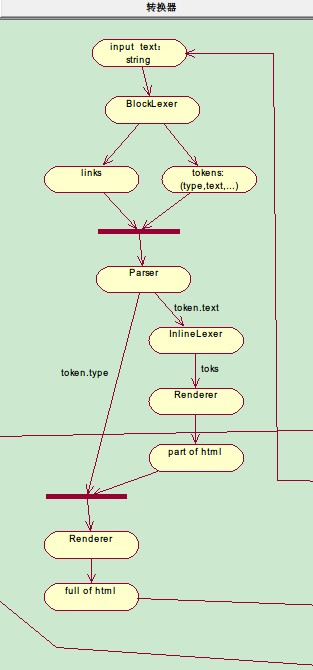 转换器
input text:
string
BlockLexer
links
tokens:
(type,text,...)
Parser
token.text
InlineLexer
toks
token.type
Renderer
part of html
Renderer
full of html